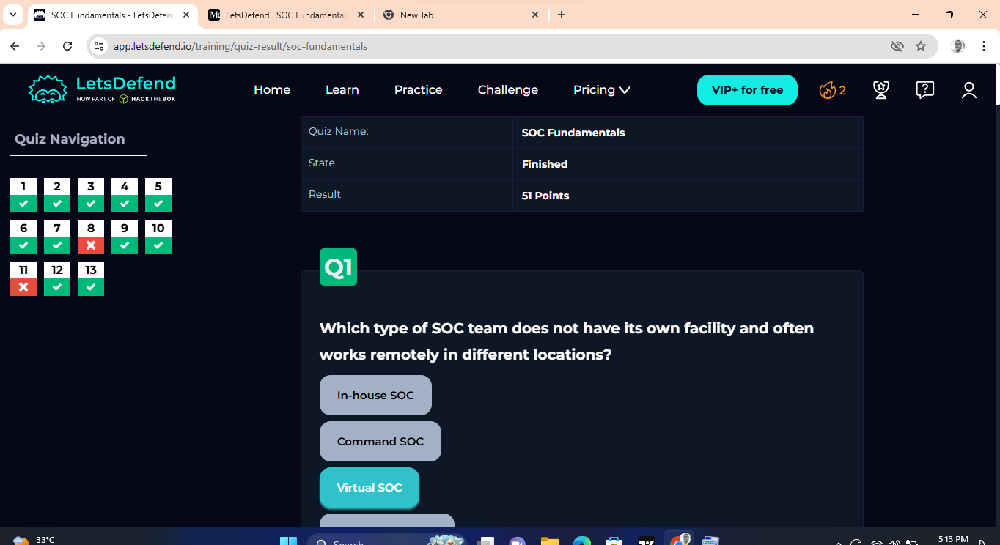 SOC Fundamentals - LetsDefend
LetsDefend | SOC Fundamentals
New Tab
app.letsdefend.io/training/quiz-result/soc-fundamentals
LetsDefend
NOW PART OF HACKTHEBOX
Home
Learn
Practice
Challenge
Pricing
VIP+ for free
2
Quiz Navigation
1 2 3 4 5
6 7 8 9 10
11 12 13
Quiz Name: SOC Fundamentals
State Finished
Result 51 Points
Q1
Which type of SOC team does not have its own facility and often
works remotely in different locations?
In-house SOC
Command SOC
Virtual SOC
33°C
Search
5:13 PM